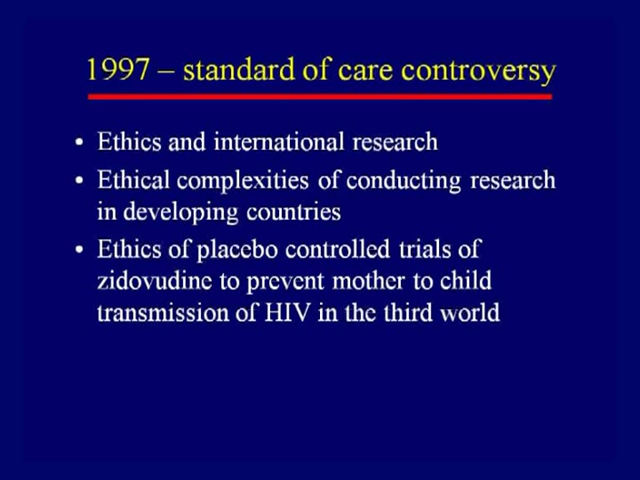 1997 – standard of care controversy
• Ethics and international research
• Ethical complexities of conducting research
in developing countries
• Ethics of placebo controlled trials of
zidovudine to prevent mother to child
transmission of HIV in the third world